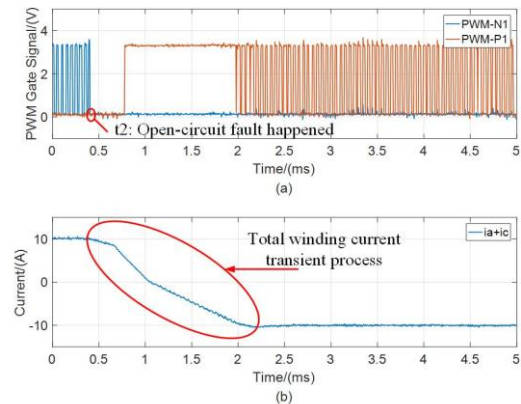 PWM Gate Signal/(V)
4
2
0
PWM-N1
PWM-P1
t2: Open-circuit fault happened
0 0.5 1 1.5 2 2.5 3 3.5 4 4.5 5
Time/(ms)
(a)
Current/(A)
10
0
-10
ia+ic
Total winding current
transient process
0 0.5 1 1.5 2 2.5 3 3.5 4 4.5 5
Time/(ms)
(b)